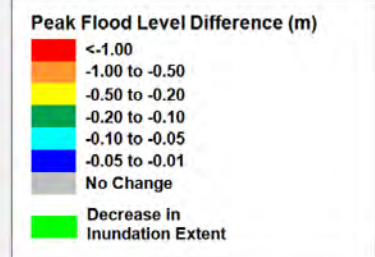 Peak Flood Level Difference (m)
<-1.00
-1.00 to -0.50
-0.50 to -0.20
-0.20 to -0.10
-0.10 to -0.05
-0.05 to -0.01
No Change
Decrease in
Inundation Extent